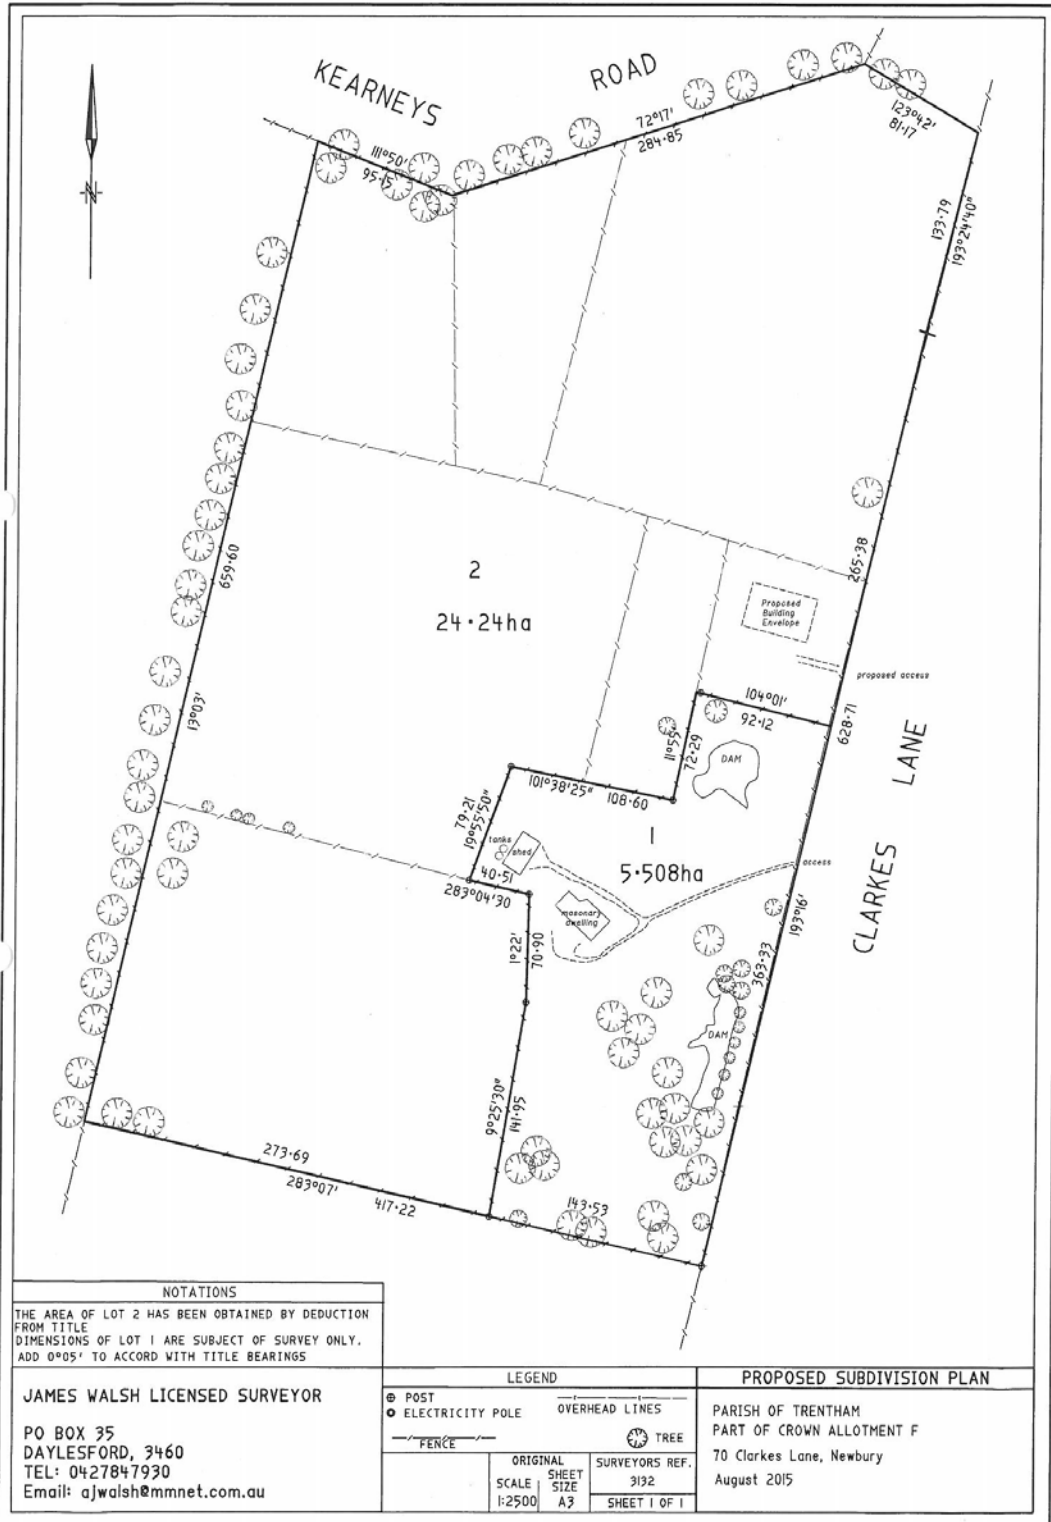 KEARNEYS ROAD
111°50'
95·15
72°17'
284·85
123°42'
81·17
133·79
193°24'40"
N
265·38
659·60
13°03'
2
24·24ha
Proposed
Building
Envelope
proposed access
104°01'
92·12
628·71
CLARKES LANE
11°55'
72·29
DAM
101°38'25" 108·60
79·21
19°55'50"
tanks
shed
1
5·508ha
access
40·51
283°04'30
masonary
dwelling
1°22'
70·90
193°16'
363·33
DAM
9°25'30"
141·95
273·69
283°07'
417·22
143·53
NOTATIONS
THE AREA OF LOT 2 HAS BEEN OBTAINED BY DEDUCTION
FROM TITLE
DIMENSIONS OF LOT 1 ARE SUBJECT OF SURVEY ONLY.
ADD 0°05' TO ACCORD WITH TITLE BEARINGS
JAMES WALSH LICENSED SURVEYOR
PO BOX 35
DAYLESFORD, 3460
TEL: 0427847930
Email: ajwalsh@mmnet.com.au
LEGEND
POST
ELECTRICITY POLE
OVERHEAD LINES
FENCE
TREE
ORIGINAL
SCALE
1:2500
SHEET
SIZE
A3
SURVEYORS REF.
3132
SHEET 1 OF 1
PROPOSED SUBDIVISION PLAN
PARISH OF TRENTHAM
PART OF CROWN ALLOTMENT F
70 Clarkes Lane, Newbury
August 2015